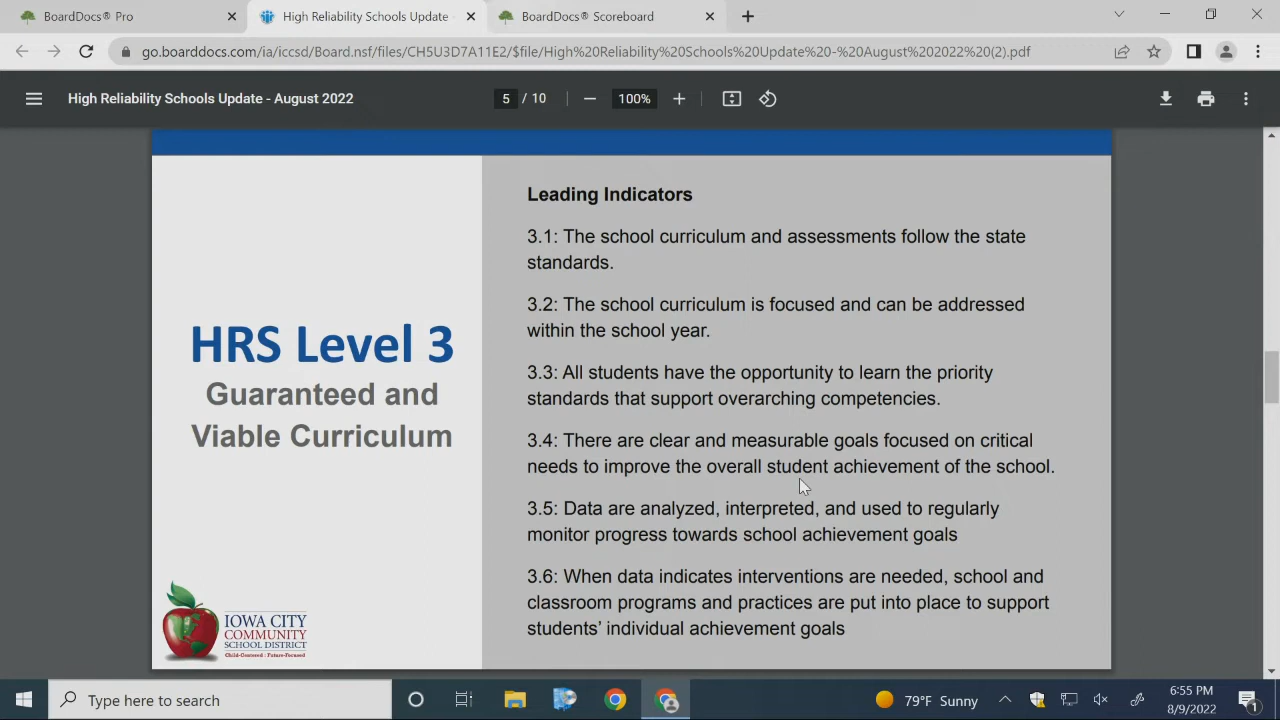 BoardDocs® Pro
High Reliability Schools Update -
BoardDocs® Scoreboard
go.boarddocs.com/ia/iccsd/Board.nsf/files/CH5U3D7A11E2/$file/High%20Reliability%20Schools%20Update%20-%20August%202022%20(2).pdf
High Reliability Schools Update - August 2022
5 / 10
100%
Leading Indicators
3.1: The school curriculum and assessments follow the state
standards.
3.2: The school curriculum is focused and can be addressed
within the school year.
3.3: All students have the opportunity to learn the priority
standards that support overarching competencies.
3.4: There are clear and measurable goals focused on critical
needs to improve the overall student achievement of the school.
3.5: Data are analyzed, interpreted, and used to regularly
monitor progress towards school achievement goals
3.6: When data indicates interventions are needed, school and
classroom programs and practices are put into place to support
students’ individual achievement goals
HRS Level 3
Guaranteed and
Viable Curriculum
IOWA CITY
COMMUNITY
SCHOOL DISTRICT
Child-Centered : Future-Focused
Type here to search
79°F Sunny
6:55 PM
8/9/2022
1